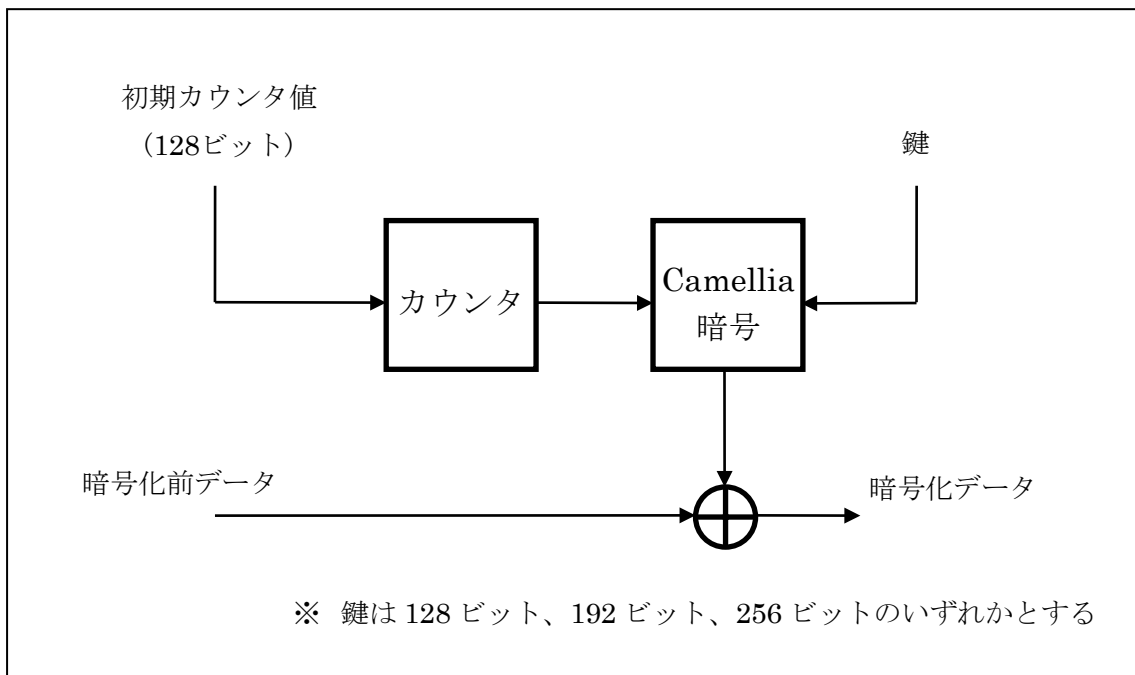 初期カウンタ値
（128ビット）
鍵
カウンタ
Camellia
暗号
暗号化前データ
暗号化データ
※ 鍵は 128 ビット、192 ビット、256 ビットのいずれかとする